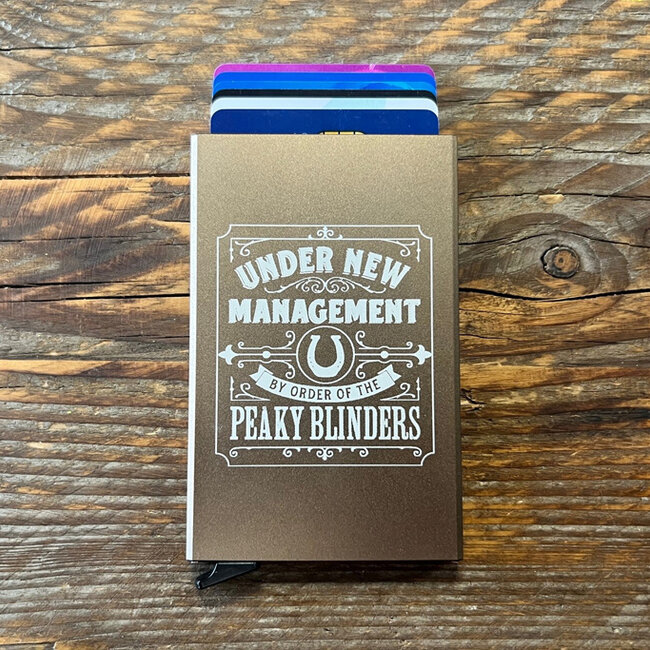 UNDER NEW
MANAGEMENT
BY ORDER OF THE
PEAKY BLINDERS